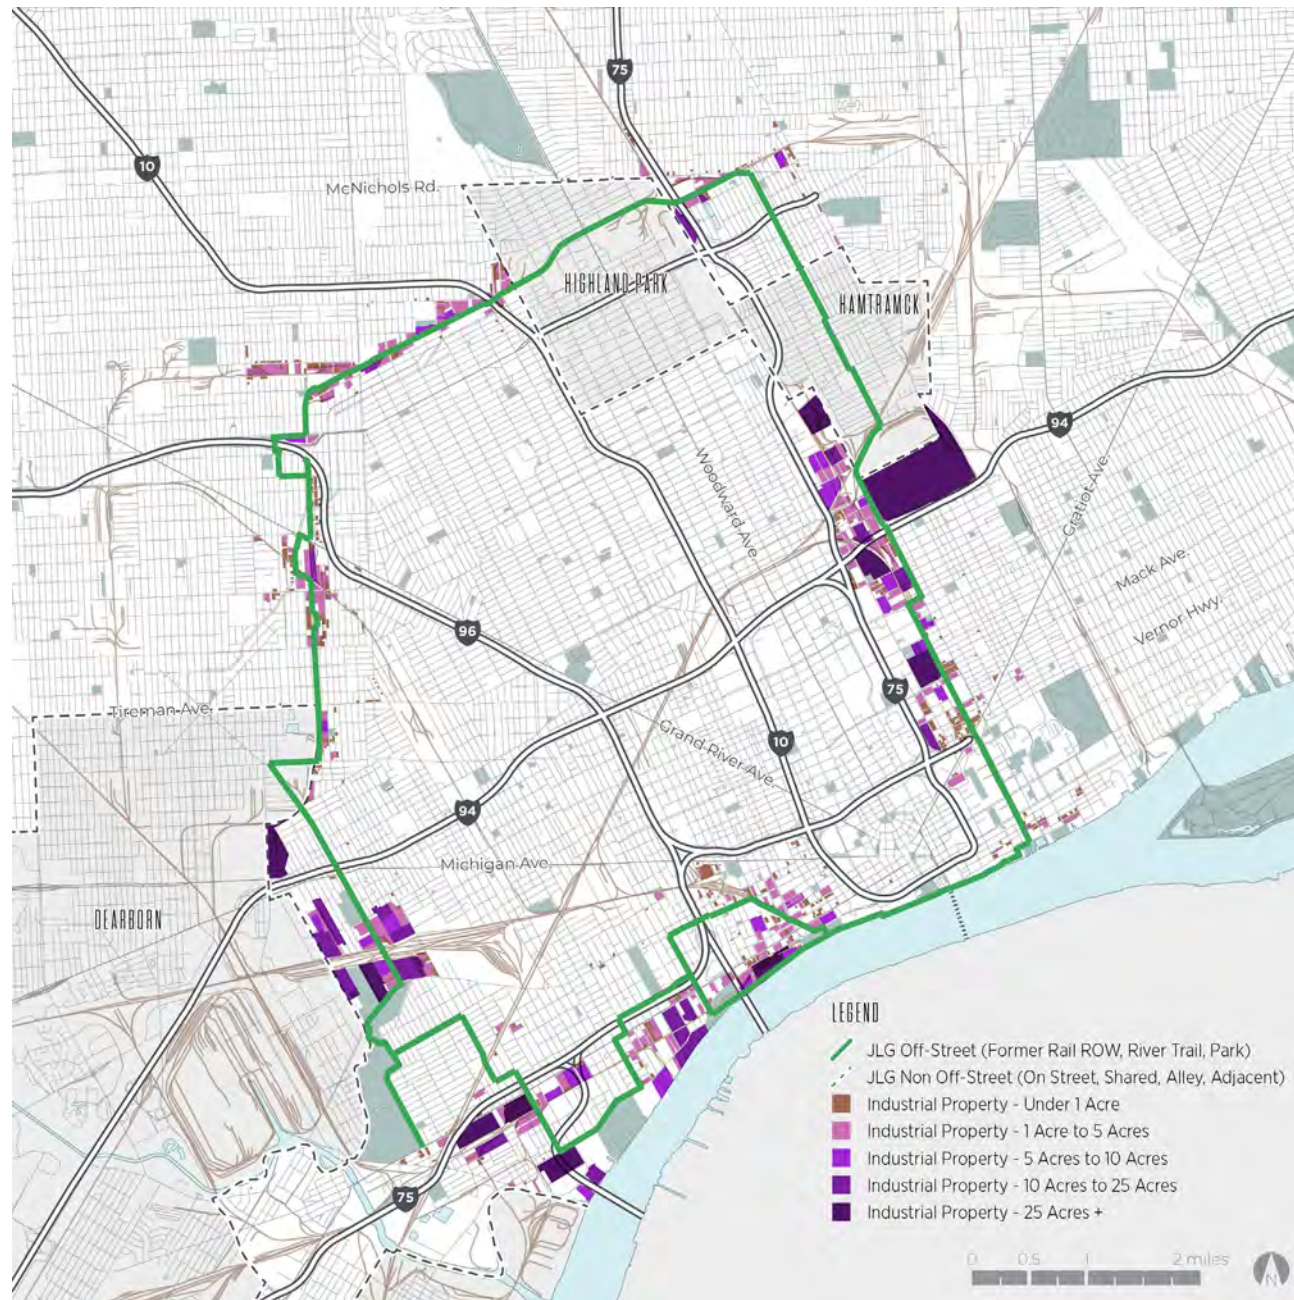 75
10
McNichols Rd.
HIGHLAND PARK
HAMTRAMCK
94
Woodward Ave.
Gratiot Ave.
Mack Ave.
Vernor Hwy.
96
75
Tireman Ave.
Grand River Ave.
10
94
Michigan Ave.
DEARBORN
75
LEGEND
JLG Off-Street (Former Rail ROW, River Trail, Park)
JLG Non Off-Street (On Street, Shared, Alley, Adjacent)
Industrial Property - Under 1 Acre
Industrial Property - 1 Acre to 5 Acres
Industrial Property - 5 Acres to 10 Acres
Industrial Property - 10 Acres to 25 Acres
Industrial Property - 25 Acres +
0 0.5 1 2 miles
N